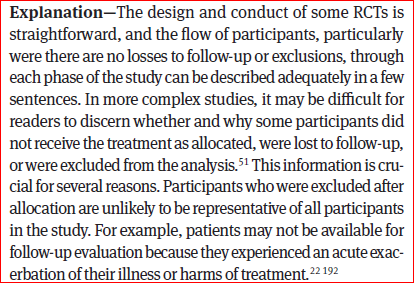 Explanation—The design and conduct of some RCTs is
straightforward, and the flow of participants, particularly
were there are no losses to follow-up or exclusions, through
each phase of the study can be described adequately in a few
sentences. In more complex studies, it may be difficult for
readers to discern whether and why some participants did
not receive the treatment as allocated, were lost to follow-up,
or were excluded from the analysis.51 This information is cru-
cial for several reasons. Participants who were excluded after
allocation are unlikely to be representative of all participants
in the study. For example, patients may not be available for
follow-up evaluation because they experienced an acute exac-
erbation of their illness or harms of treatment.22 192